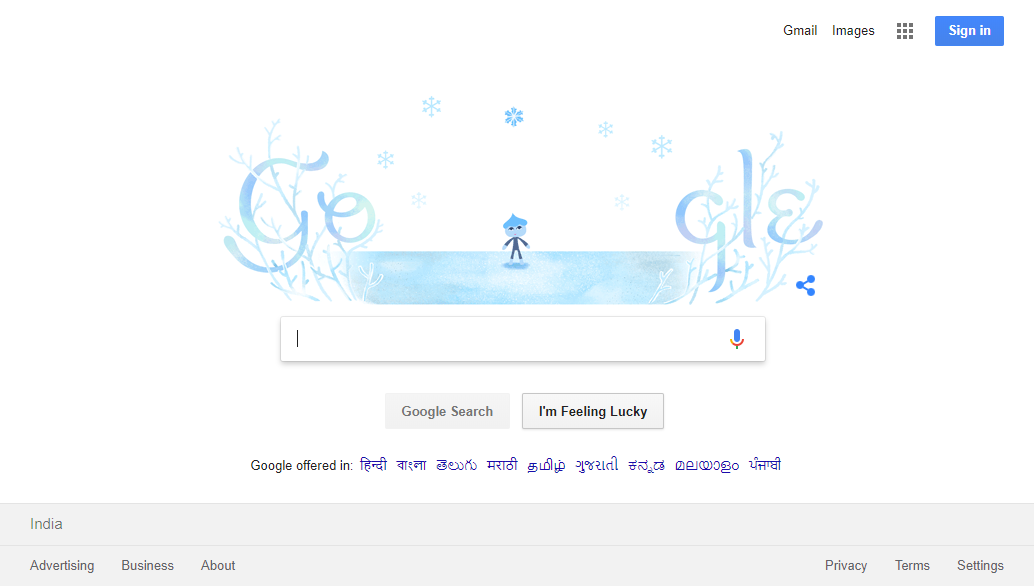 Gmail Images Sign in
Google
Google Search I'm Feeling Lucky
Google offered in: हिन्दी বাংলা తెలుగు मराठी தமிழ் ગુજરાતી ಕನ್ನಡ മലയാളം ਪੰਜਾਬੀ
India
Advertising Business About Privacy Terms Settings